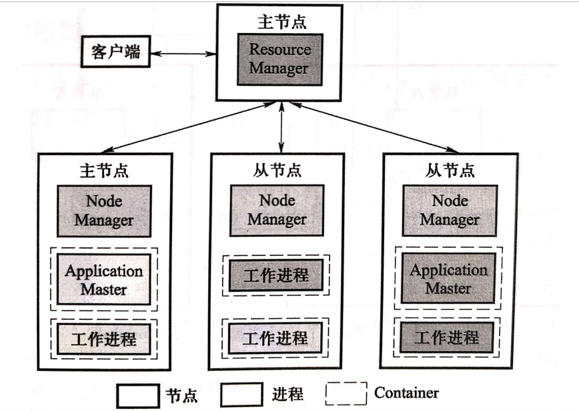 主节点
客户端
Resource
Manager
主节点
Node
Manager
Application
Master
工作进程
从节点
Node
Manager
工作进程
工作进程
从节点
Node
Manager
Application
Master
工作进程
节点
进程
Container